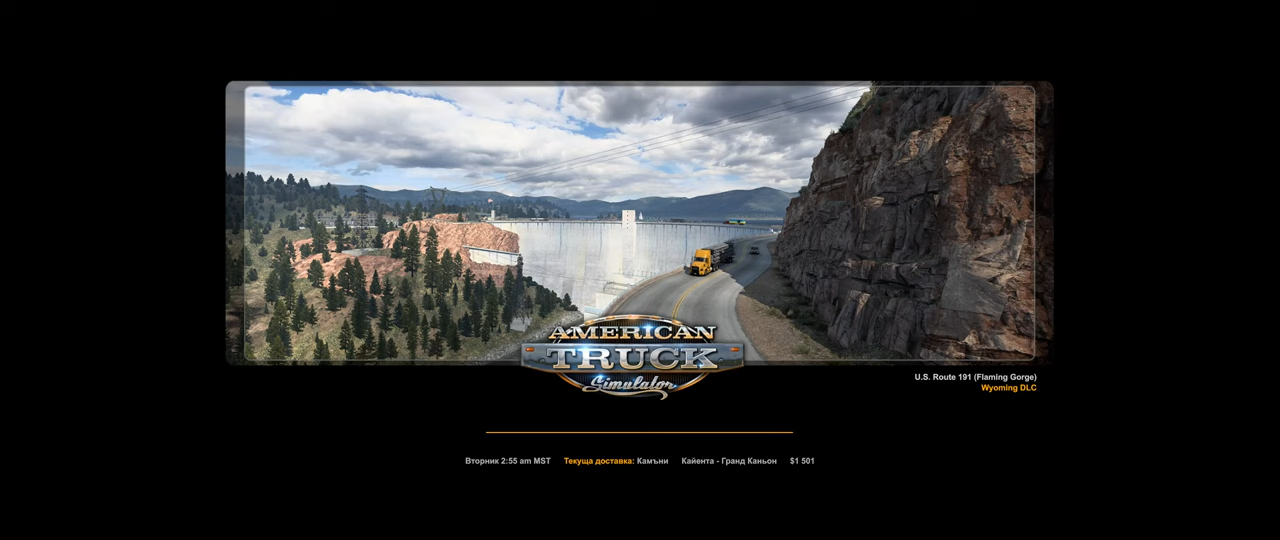 AMERICAN
TRUCK
Simulator
U.S. Route 191 (Flaming Gorge)
Wyoming DLC
Вторник 2:55 am MST Текуща доставка: Камъни Кайента - Гранд Каньон $1 501